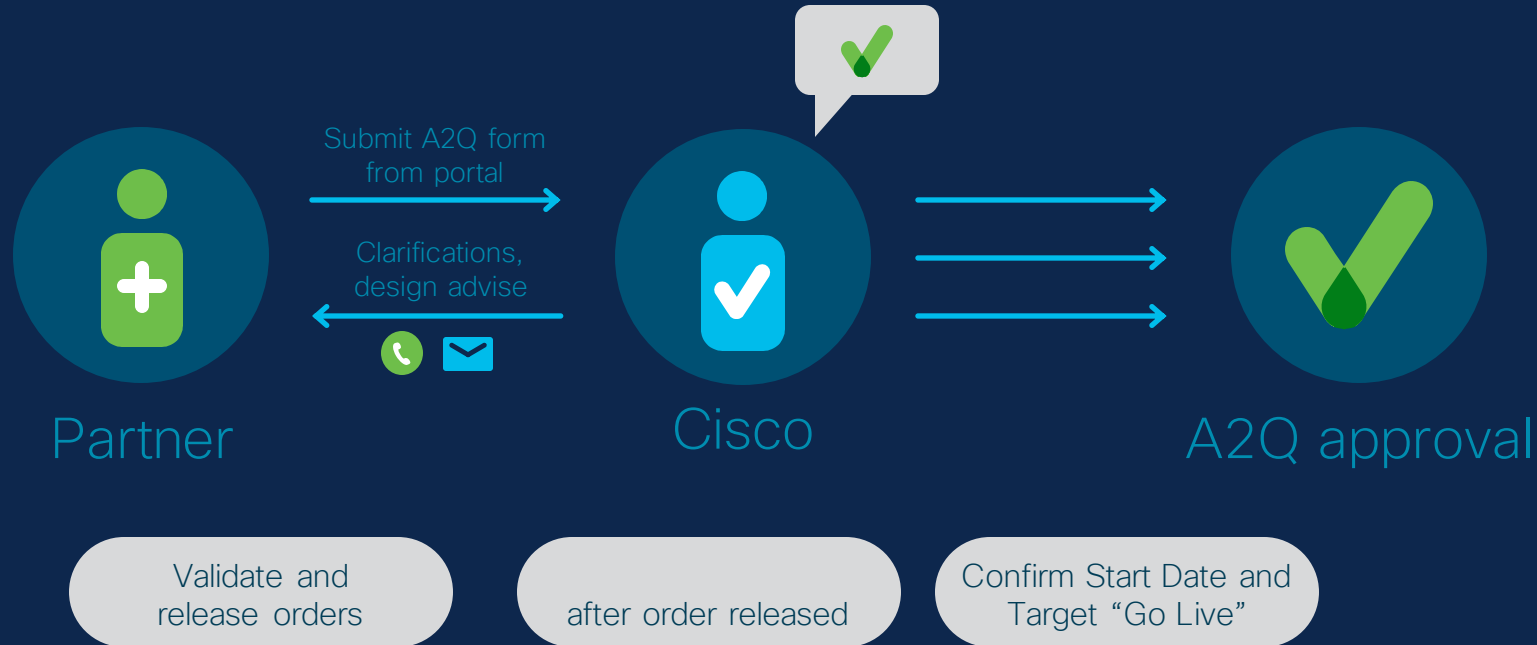 Submit A2Q form
from portal
Clarifications,
design advise
Partner
Cisco
A2Q approval
Validate and
release orders
after order released
Confirm Start Date and
Target “Go Live”